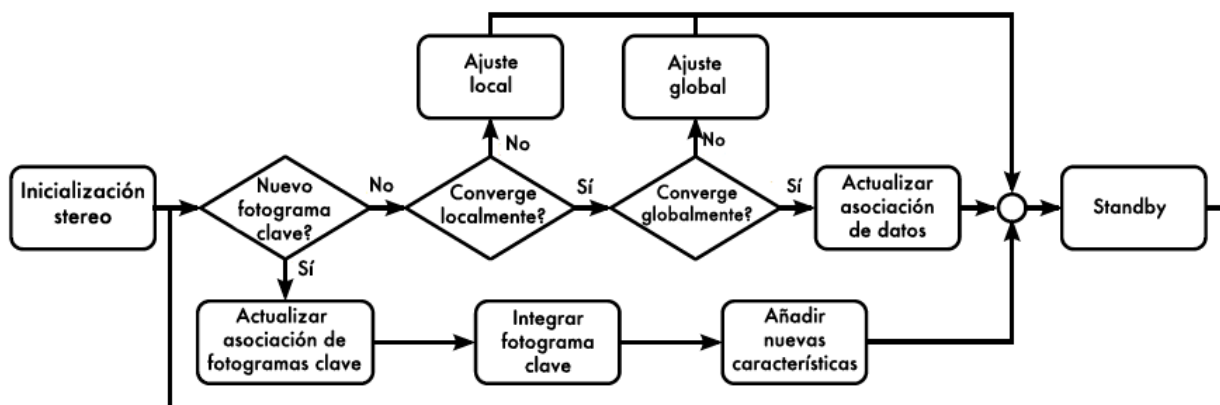 Ajuste
local
Ajuste
global
No
No
Inicialización
stereo
Nuevo
fotograma
clave?
No
Converge
localmente?
Sí
Converge
globalmente?
Sí
Actualizar
asociación
de datos
Standby
Sí
Actualizar
asociación de
fotogramas clave
Integrar
fotograma
clave
Añadir
nuevas
característícas